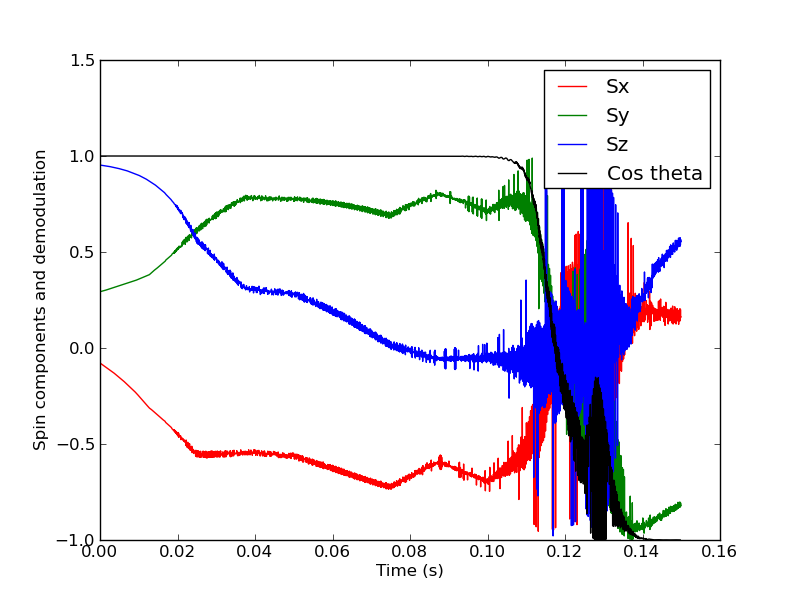 Sx
Sy
Sz
Cos theta
1.5
1.0
0.5
0.0
−0.5
−1.0
Spin components and demodulation
0.00 0.02 0.04 0.06 0.08 0.10 0.12 0.14 0.16
Time (s)